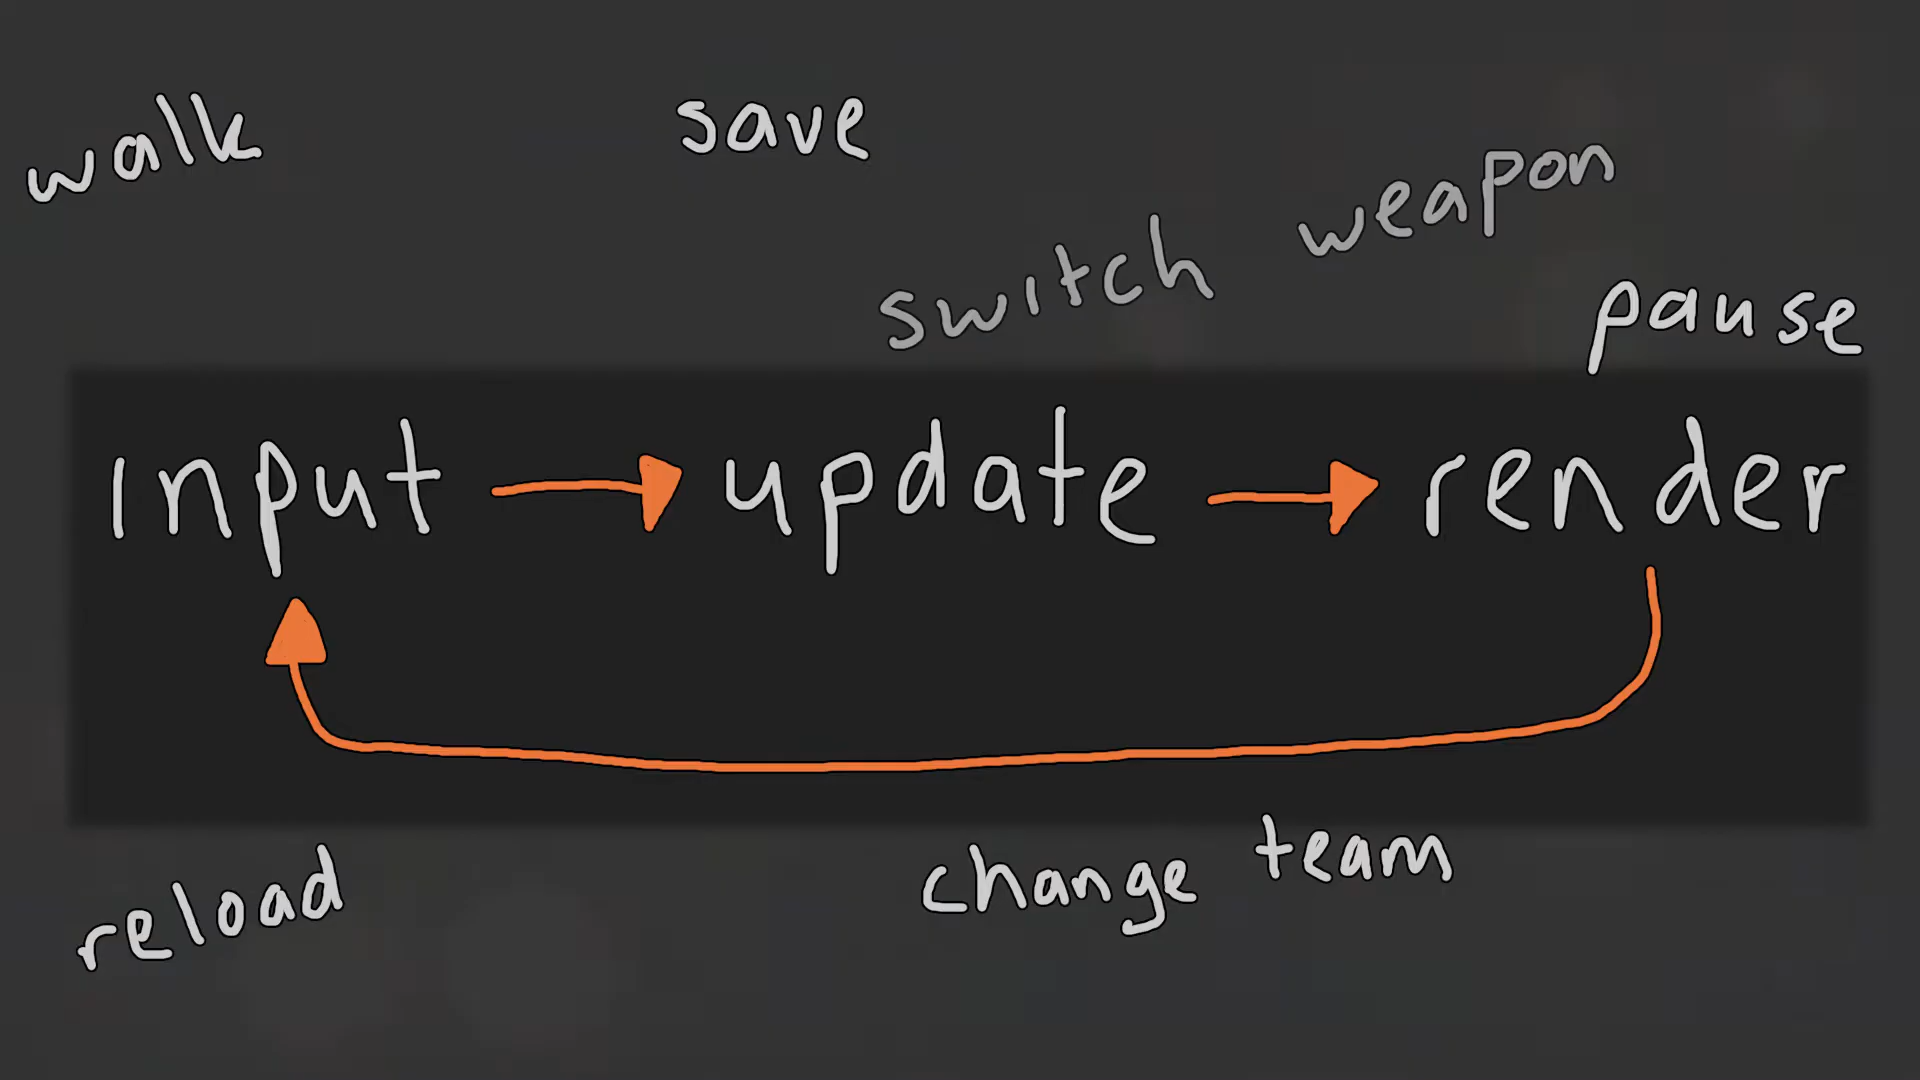 walk
save
switch weapon
pause
input update render
reload
change team